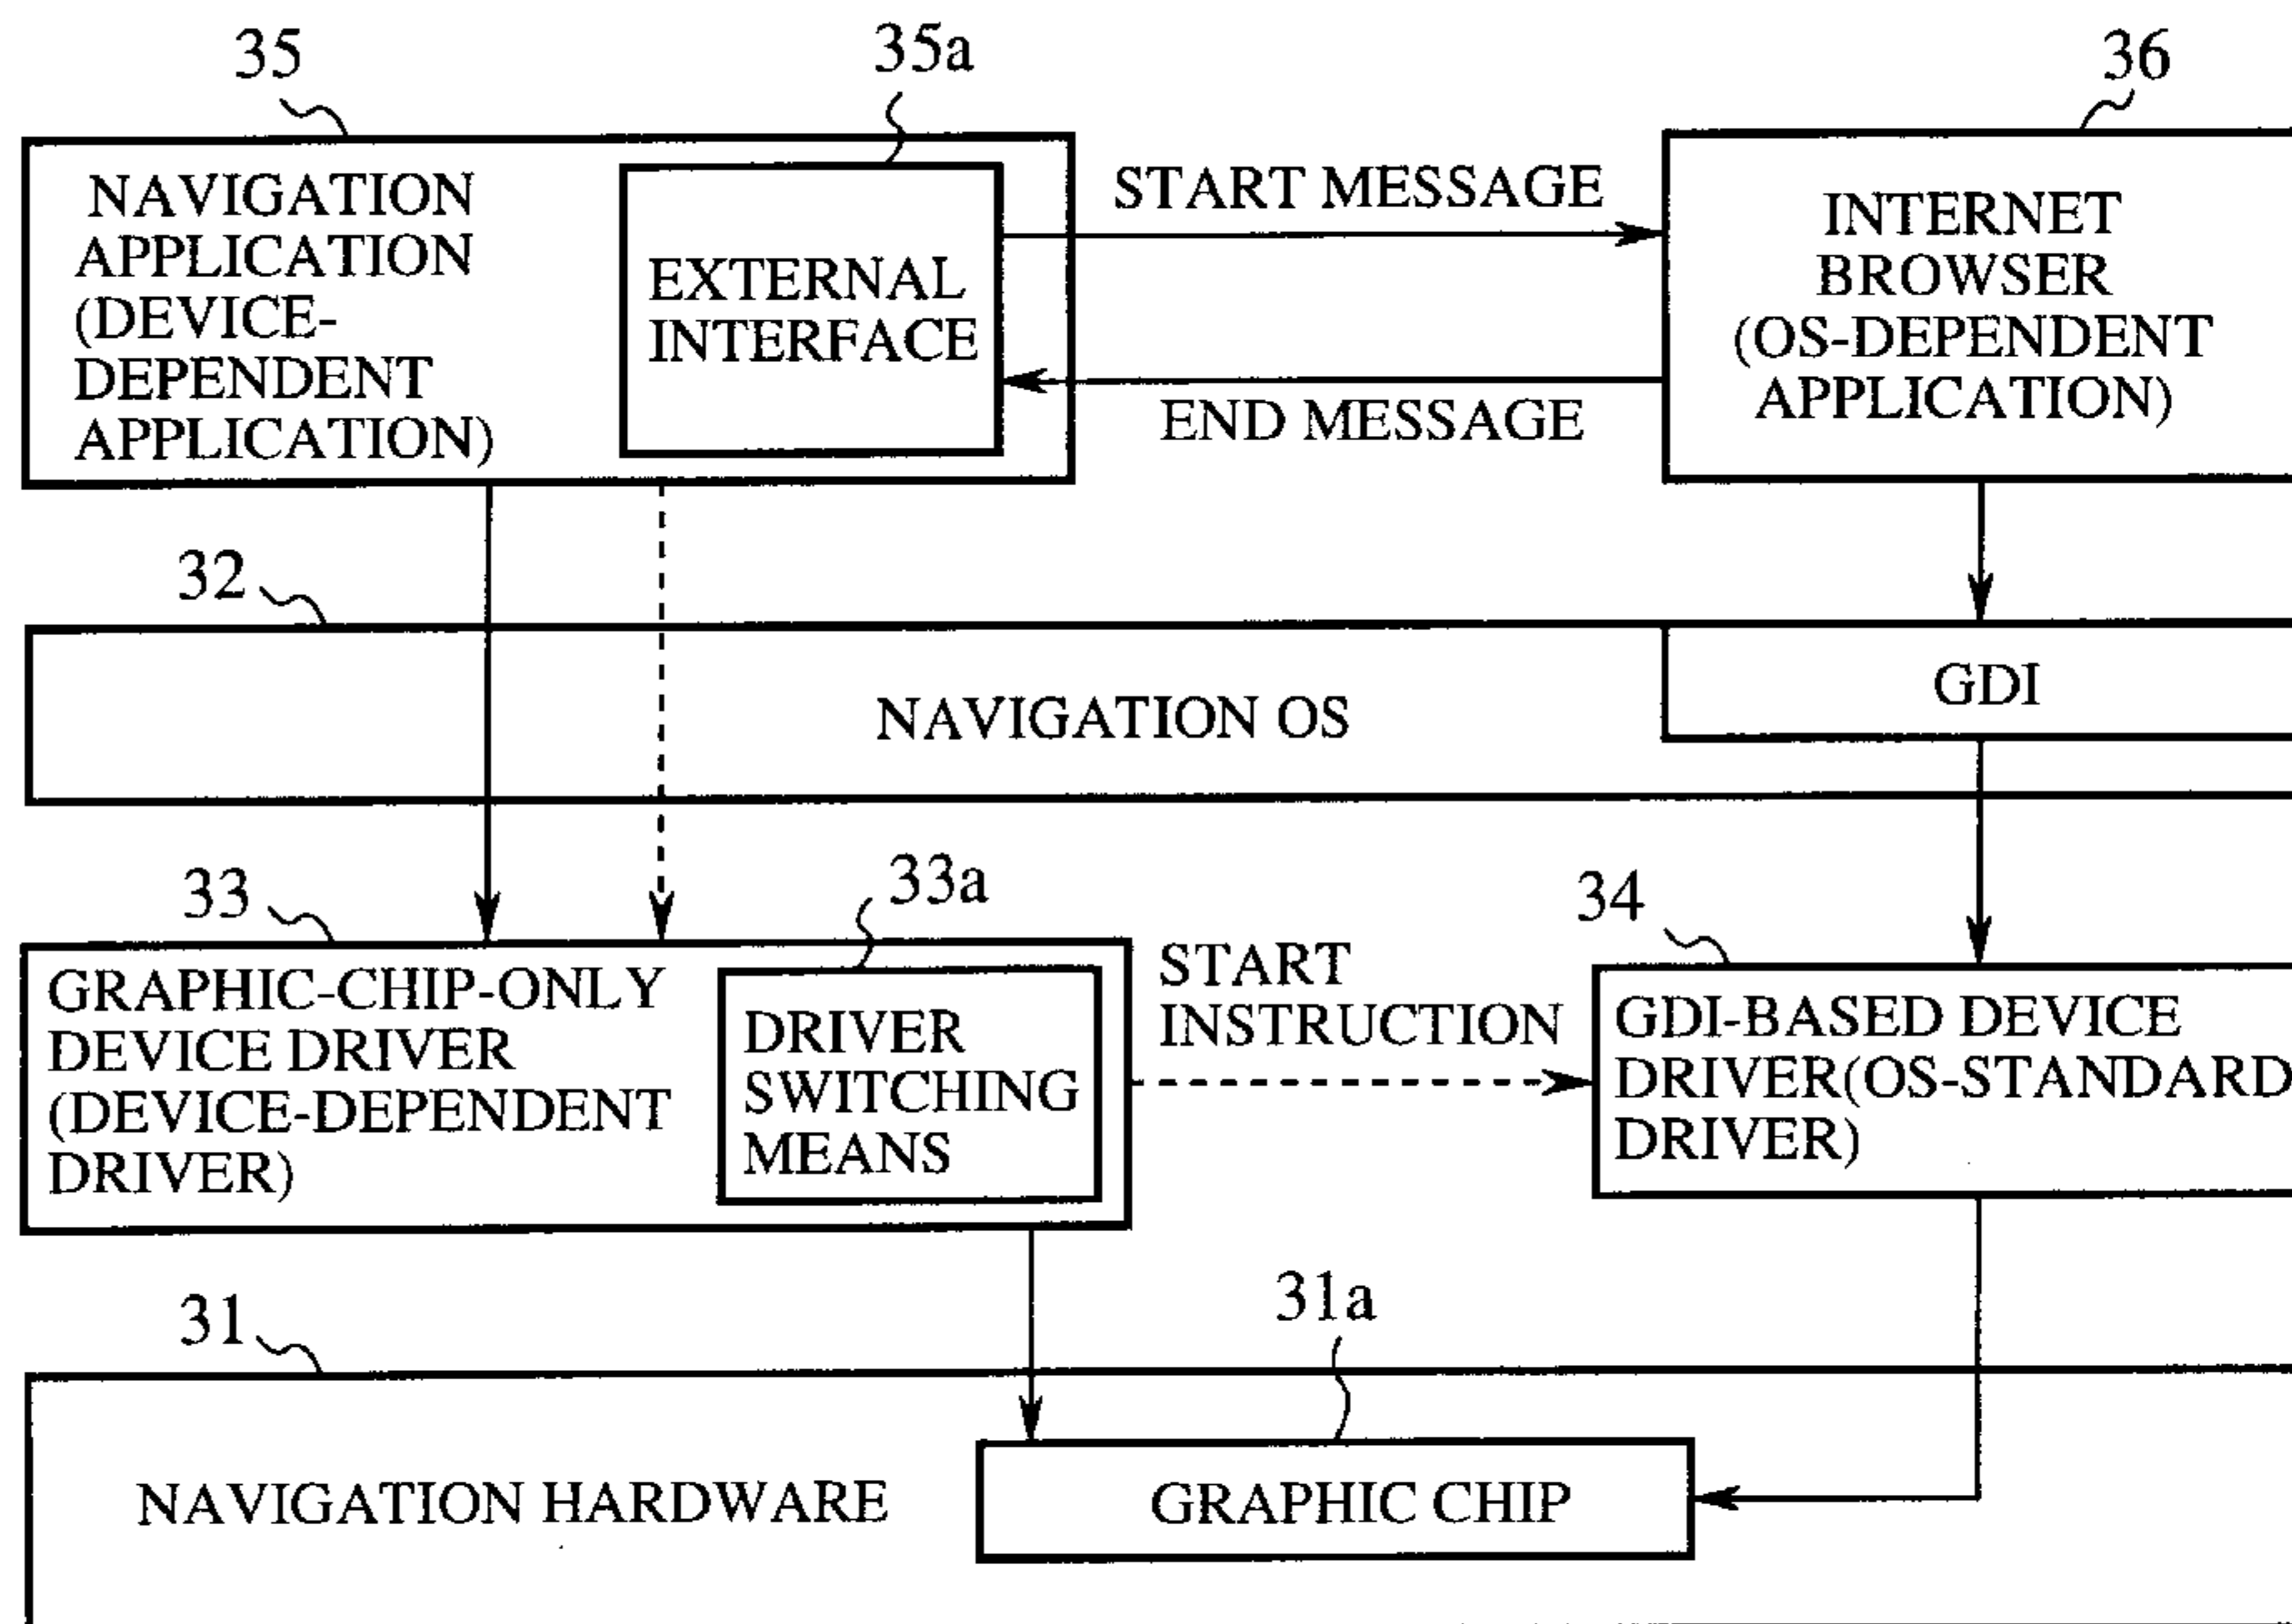 35
35a
36
NAVIGATION
APPLICATION
(DEVICE-
DEPENDENT
APPLICATION)
EXTERNAL
INTERFACE
START MESSAGE
END MESSAGE
INTERNET
BROWSER
(OS-DEPENDENT
APPLICATION)
32
NAVIGATION OS
GDI
33
33a
34
GRAPHIC-CHIP-ONLY
DEVICE DRIVER
(DEVICE-DEPENDENT
DRIVER)
DRIVER
SWITCHING
MEANS
START
INSTRUCTION
GDI-BASED DEVICE
DRIVER(OS-STANDARD
DRIVER)
31
31a
NAVIGATION HARDWARE
GRAPHIC CHIP